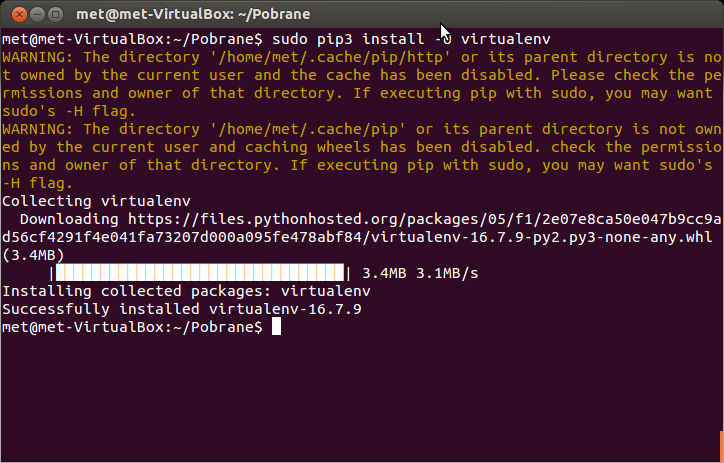 met@met-VirtualBox: ~/Pobrane
met@met-VirtualBox:~/Pobrane$ sudo pip3 install -U virtualenv
WARNING: The directory '/home/met/.cache/pip/http' or its parent directory is no
t owned by the current user and the cache has been disabled. Please check the pe
rmissions and owner of that directory. If executing pip with sudo, you may want
sudo's -H flag.
WARNING: The directory '/home/met/.cache/pip' or its parent directory is not own
ed by the current user and caching wheels has been disabled. check the permissio
ns and owner of that directory. If executing pip with sudo, you may want sudo's
-H flag.
Collecting virtualenv
  Downloading https://files.pythonhosted.org/packages/05/f1/2e07e8ca50e047b9cc9a
d56cf4291f4e041fa73207d000a095fe478abf84/virtualenv-16.7.9-py2.py3-none-any.whl
(3.4MB)
| | 3.4MB 3.1MB/s
Installing collected packages: virtualenv
Successfully installed virtualenv-16.7.9
met@met-VirtualBox:~/Pobrane$